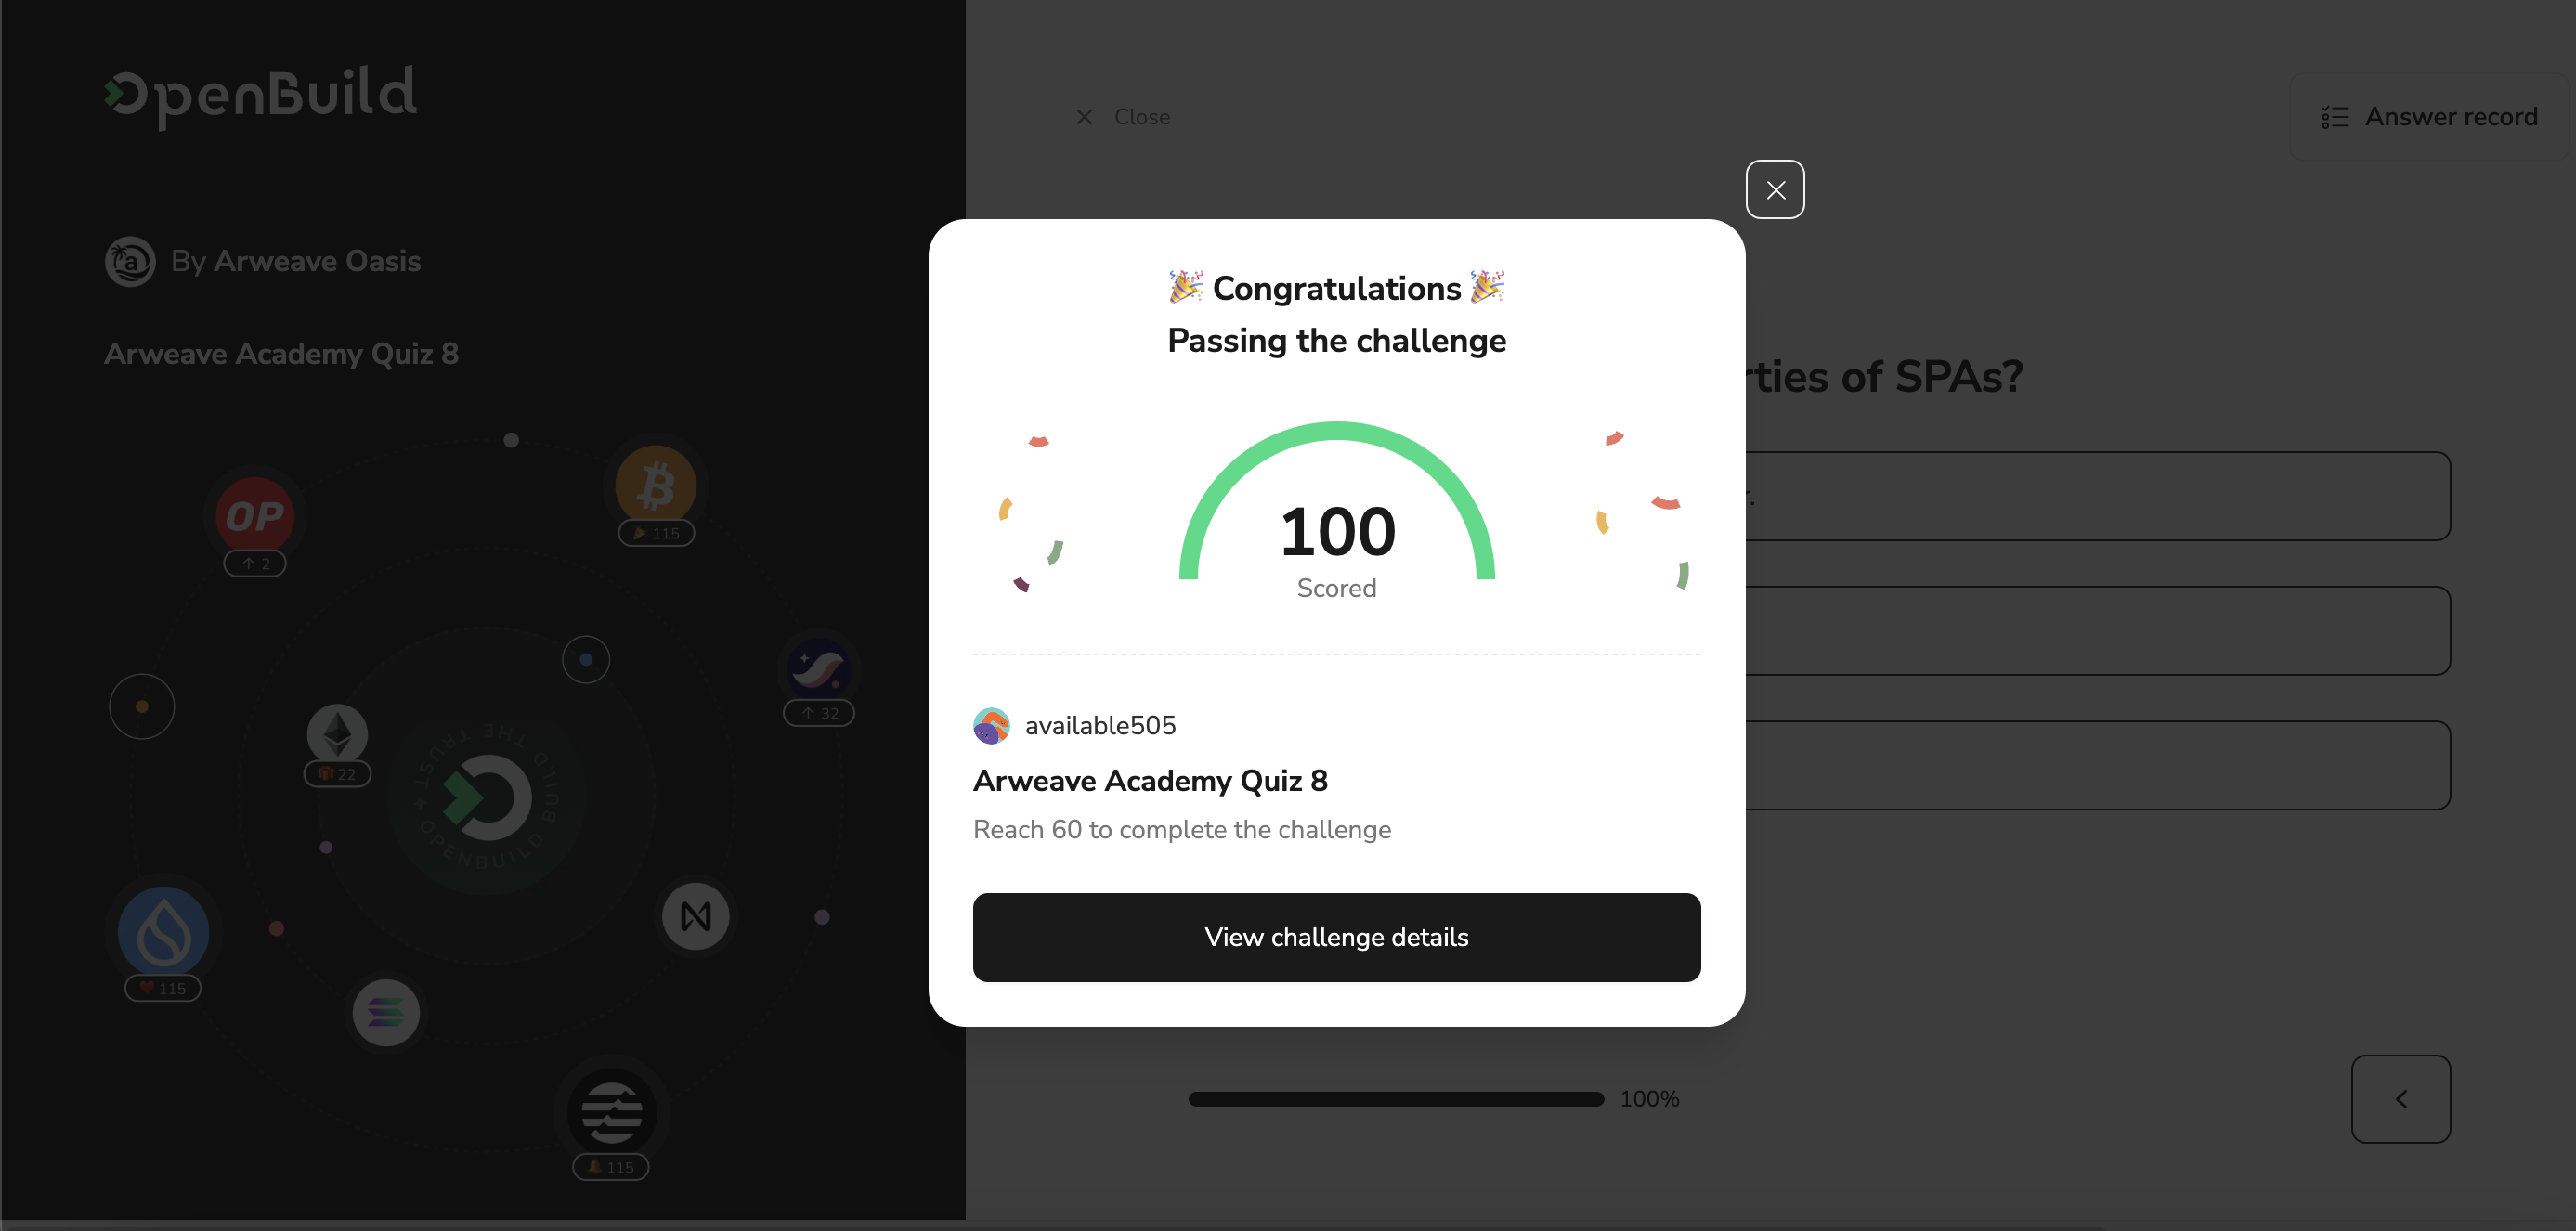 OpenBuild
By Arweave Oasis
Arweave Academy Quiz 8
OP
2
115
32
22
BUILD THE TRUST
OPENBUILD
115
115
Close
Answer record
rties of SPAs?
r.
🎉 Congratulations 🎉
Passing the challenge
100
Scored
available505
Arweave Academy Quiz 8
Reach 60 to complete the challenge
View challenge details
100%